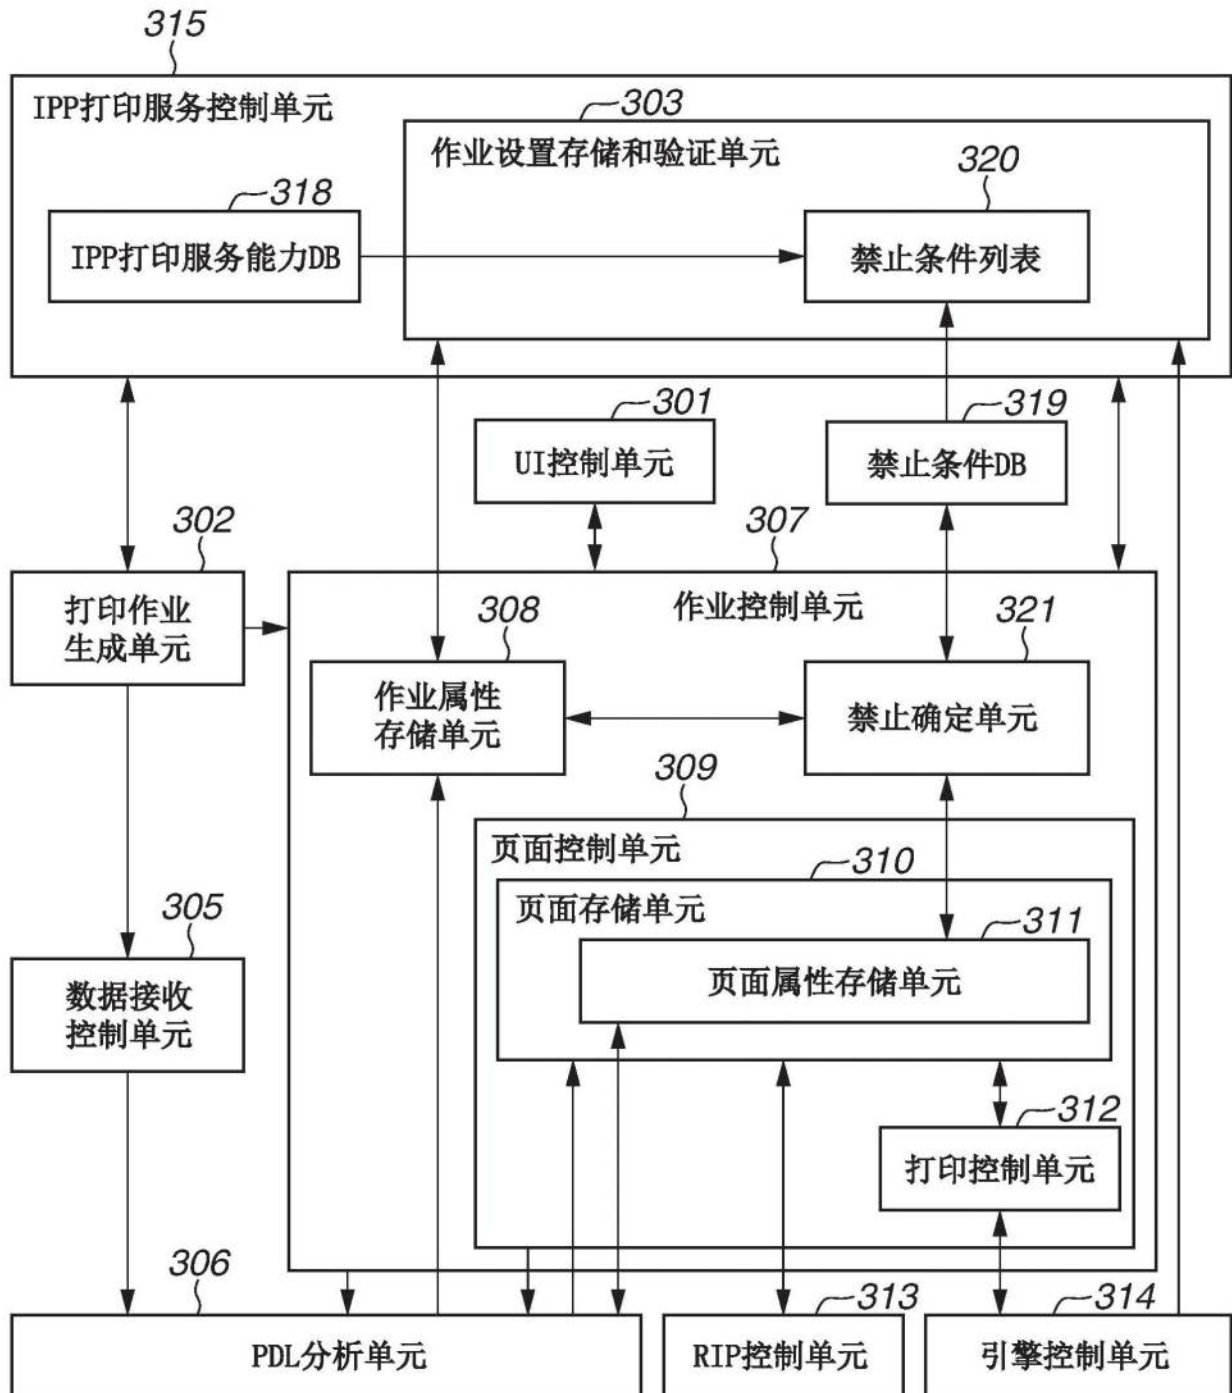 315
IPP打印服务控制单元
303
作业设置存储和验证单元
318
320
IPP打印服务能力DB
禁止条件列表
301
319
UI控制单元
禁止条件DB
302
307
打印作业
生成单元
作业控制单元
308
321
作业属性
存储单元
禁止确定单元
309
页面控制单元
310
页面存储单元
305
311
数据接收
控制单元
页面属性存储单元
312
打印控制单元
306
313
314
PDL分析单元
RIP控制单元
引擎控制单元